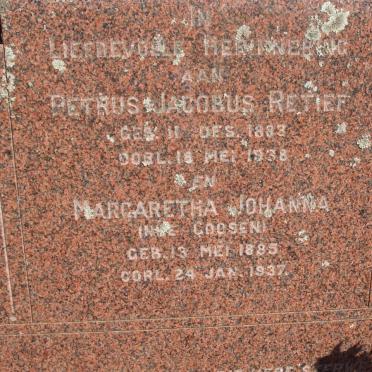 IN
LIEFDEVOLLE HERINNERING
AAN
PETRUS JACOBUS RETIEF
GEB. 11 DES. 1883
OORL. 18 MEI 1938
EN
MARGARETHA JOHANNA
(NEE GOOSEN)
GEB. 13 MEI 1885
OORL. 24 JAN. 1937.